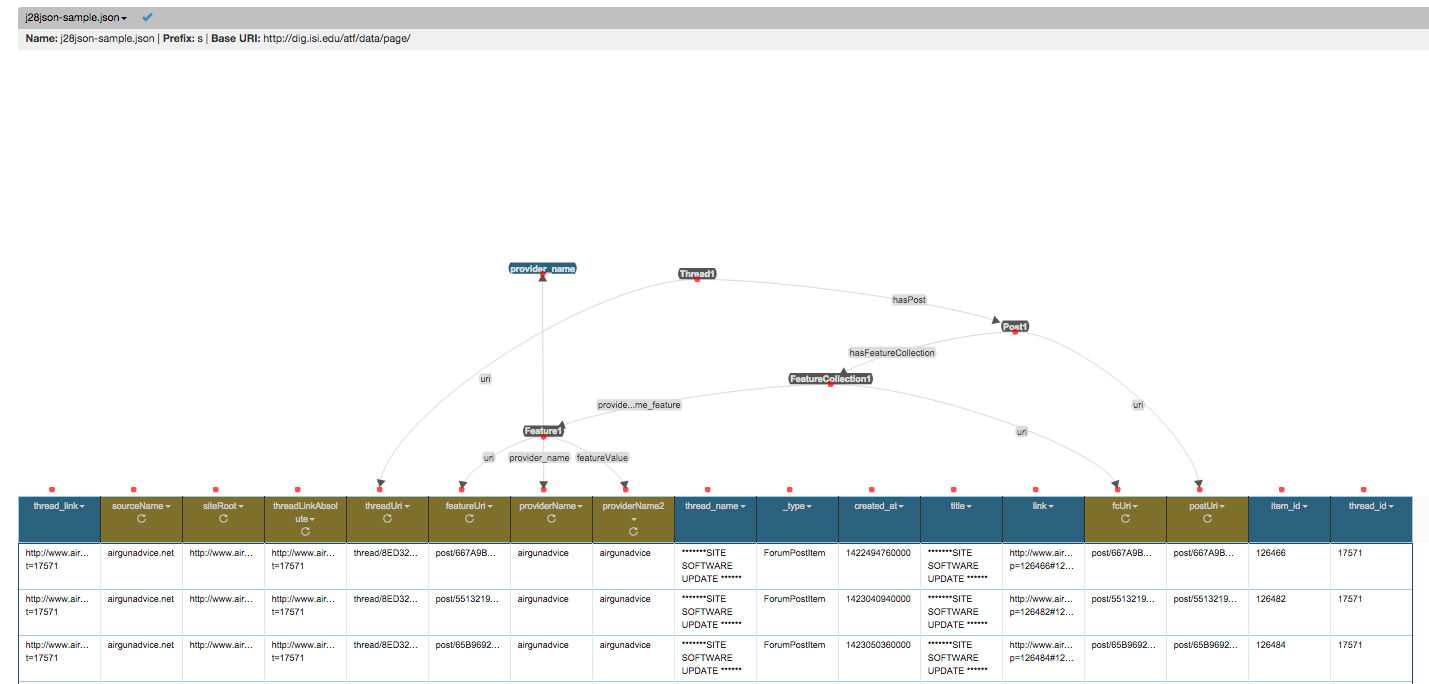 j28json-sample.json
Name: j28json-sample.json | Prefix: s | Base URI: http://dig.isi.edu/atf/data/page/
provider_name
Thread1
hasPost
Post1
hasFeatureCollection
FeatureCollection1
uri
provide...me_feature
uri
Feature1
uri
uri provider_name featureValue
thread_link sourceName siteRoot threadLinkAbsol threadUri featureUri providerName providerName2 thread_name _type created_at title link fcUri postUri item_id thread_id
ute
http://www.air... airgunadvice.net http://www.air... http://www.air... thread/8ED32... post/667A9B... airgunadvice airgunadvice *******SITE ForumPostItem 1422494760000 *******SITE http://www.air... post/667A9B... post/667A9B... 126466 17571
t=17571 t=17571 SOFTWARE SOFTWARE p=126466#12...
UPDATE ****** UPDATE ******
http://www.air... airgunadvice.net http://www.air... http://www.air... thread/8ED32... post/5513219... airgunadvice airgunadvice *******SITE ForumPostItem 1423040940000 *******SITE http://www.air... post/5513219... post/5513219... 126482 17571
t=17571 t=17571 SOFTWARE SOFTWARE p=126482#12...
UPDATE ****** UPDATE ******
http://www.air... airgunadvice.net http://www.air... http://www.air... thread/8ED32... post/65B9692... airgunadvice airgunadvice *******SITE ForumPostItem 1423050360000 *******SITE http://www.air... post/65B9692... post/65B9692... 126484 17571
t=17571 t=17571 SOFTWARE SOFTWARE p=126484#12...
UPDATE ****** UPDATE ******